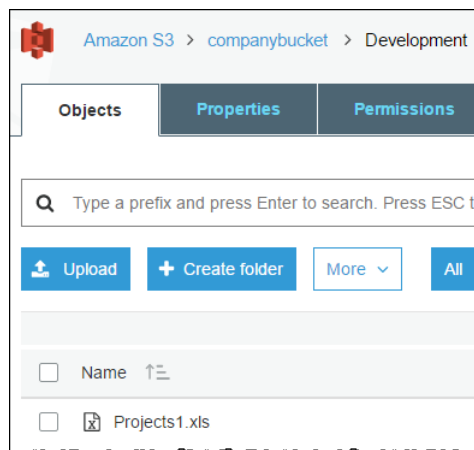 Amazon S3 > companybucket > Development
Objects Properties Permissions
Type a prefix and press Enter to search. Press ESC t
Upload + Create folder More All
Name
Projects1.xls